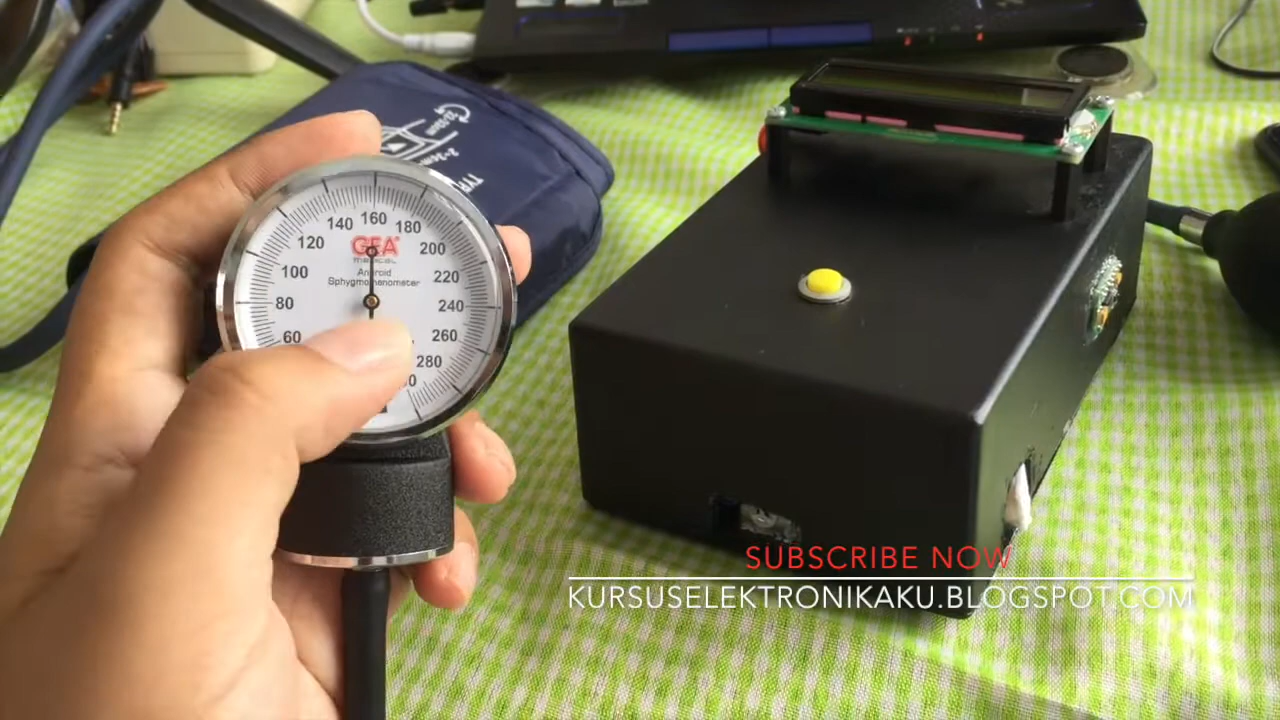 140 160 180
120 200
GEA
MEDICAL
Android
Sphygmomanometer
100 220
80 240
60 260
280
SUBSCRIBE NOW
KURSUSELEKTRONIKAKU.BLOGSPOT.COM